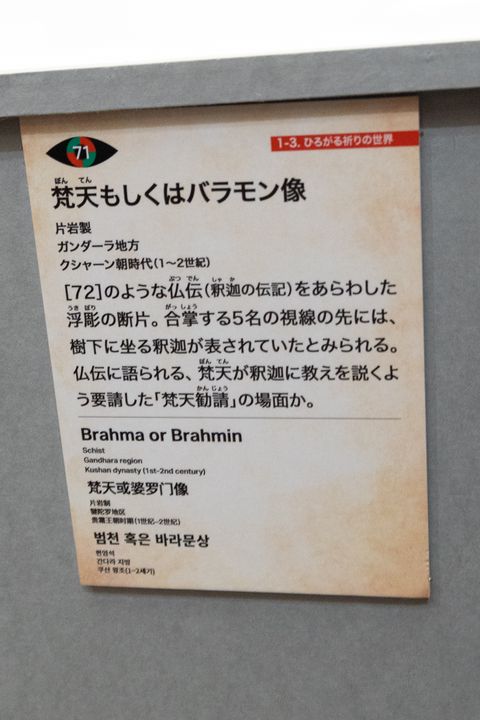 71
1-3. ひろがる祈りの世界
梵天もしくはバラモン像
片岩製
ガンダーラ地方
クシャーン朝時代（1〜2世紀）
［72］のような仏伝（釈迦の伝記）をあらわした
浮彫の断片。合掌する5名の視線の先には、
樹下に坐る釈迦が表されていたとみられる。
仏伝に語られる、梵天が釈迦に教えを説くよ
う要請した「梵天勧請」の場面か。
Brahma or Brahmin
Schist
Gandhara region
Kushan dynasty (1st-2nd century)
梵天或婆罗门像
片岩制
犍陀罗地区
贵霜王朝时期（1世纪–2世纪）
범천 혹은 바라문상
편암석
간다라 지방
쿠샨 왕조(1~2세기)